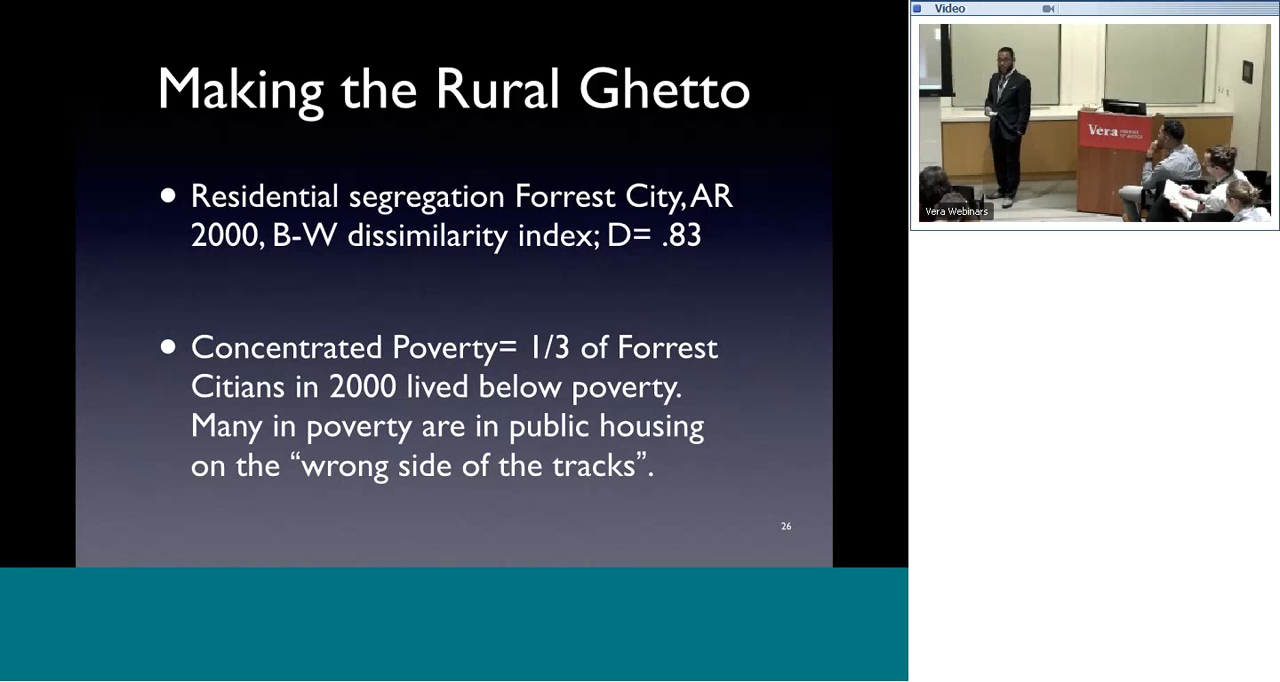 Video
Making the Rural Ghetto
• Residential segregation Forrest City, AR
2000, B-W dissimilarity index; D= .83
• Concentrated Poverty= 1/3 of Forrest
Citians in 2000 lived below poverty.
Many in poverty are in public housing
on the “wrong side of the tracks”.
26
Vera
Vera Webinars